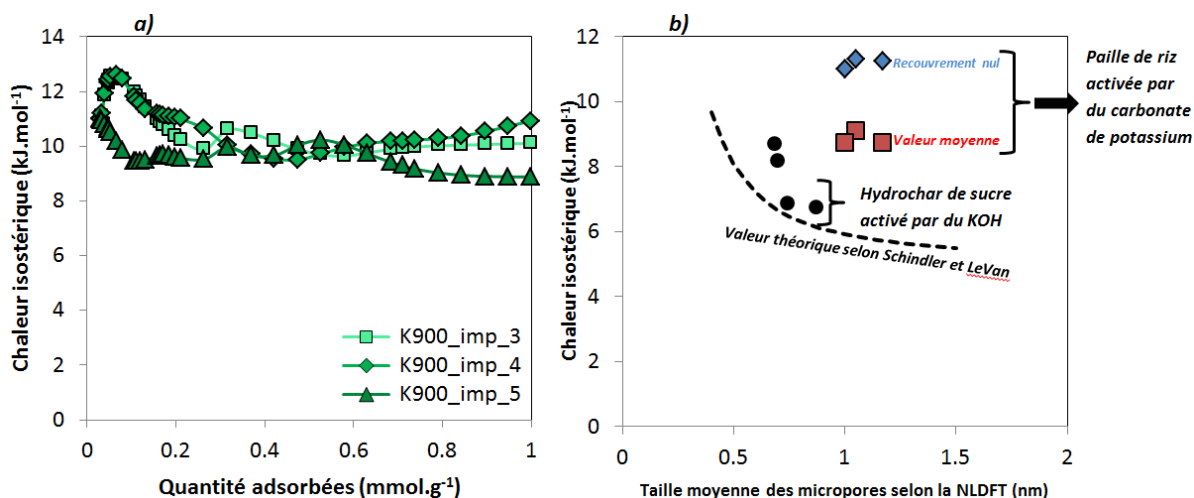 a)
14
12
10
8
6
4
2
0
Chaleur isostérique (kJ.mol-1)
0 0.2 0.4 0.6 0.8 1
Quantité adsorbées (mmol.g-1)
K900_imp_3
K900_imp_4
K900_imp_5
b)
12
10
8
6
4
2
0
Chaleur isostérique (kJ.mol-1)
0 0.5 1 1.5 2
Taille moyenne des micropores selon la NLDFT (nm)
Recouvrement nul
Valeur moyenne
Hydrochar de sucre
activé par du KOH
Valeur théorique selon Schindler et LeVan
Paille de riz
activée par
du carbonate
de potassium